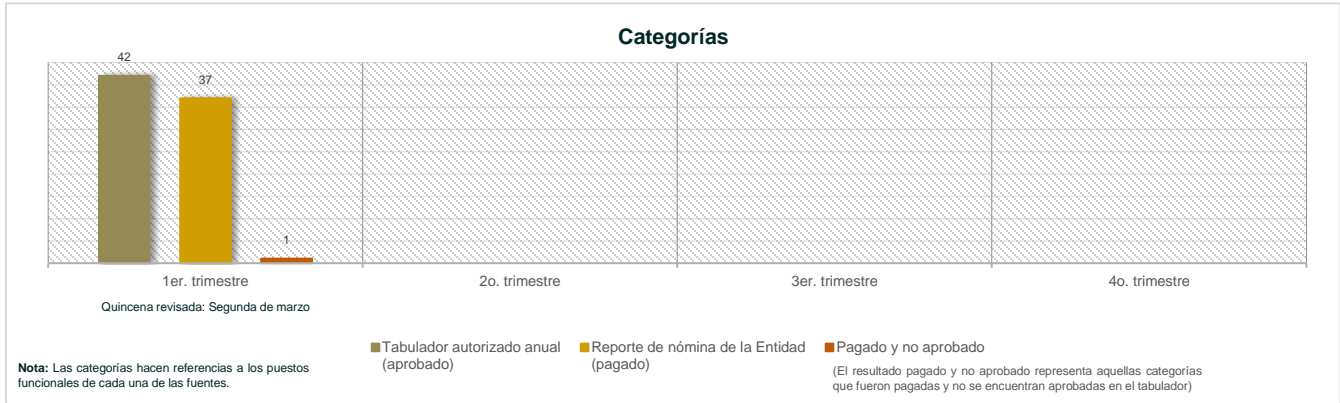 Categorías
42
37
1
1er. trimestre
2o. trimestre
3er. trimestre
4o. trimestre
Quincena revisada: Segunda de marzo
Tabulador autorizado anual
(aprobado)
Reporte de nómina de la Entidad
(pagado)
Pagado y no aprobado
(El resultado pagado y no aprobado representa aquellas categorías
que fueron pagadas y no se encuentran aprobadas en el tabulador)
Nota: Las categorías hacen referencias a los puestos
funcionales de cada una de las fuentes.